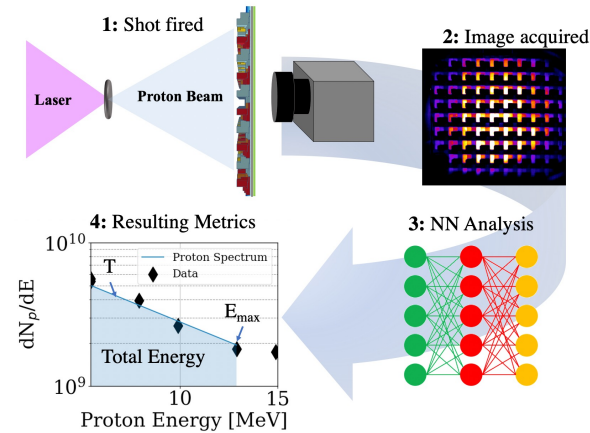 1: Shot fired
2: Image acquired
Laser
Proton Beam
3: NN Analysis
4: Resulting Metrics
10^10
Proton Spectrum
Data
T
E_max
dN_p/dE
Total Energy
10^9
10
15
Proton Energy [MeV]